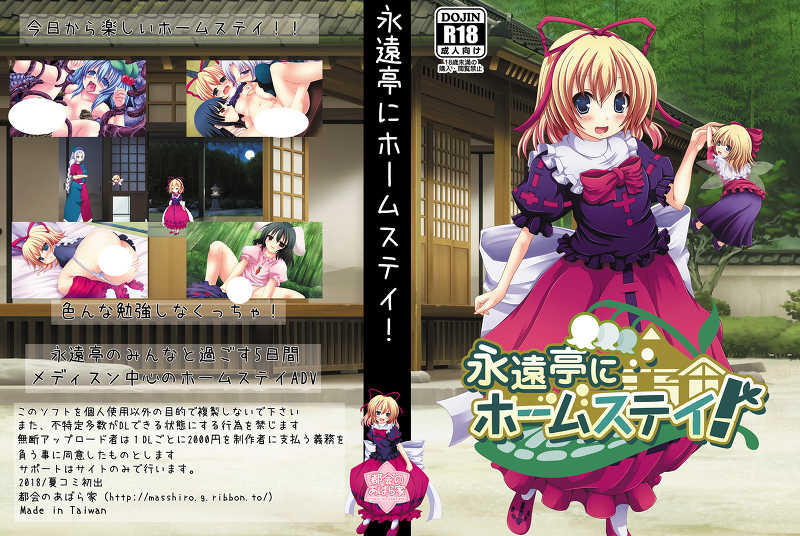 今日から楽しいホームステイ！！
色んな勉強しなくっちゃ！
永遠亭のみんなと過ごす5日間
メディスン中心のホームステイADV
このソフトを個人使用以外の目的で複製しないで下さい
また、不特定多数がDLできる状態にする行為を禁じます
無断アップロード者は１DLごとに2000円を制作者に支払う義務を
負う事に同意したものとします
サポートはサイトのみで行います。
2018/夏コミ初出
都会のあばら家 (http://masshiro.g.ribbon.to/)
Made in Taiwan
永遠亭にホームステイ！
都会の
あばら家
DOJIN
R18
成人向け
18歳未満の
購入・閲覧禁止
永遠亭に
ホームステイ！